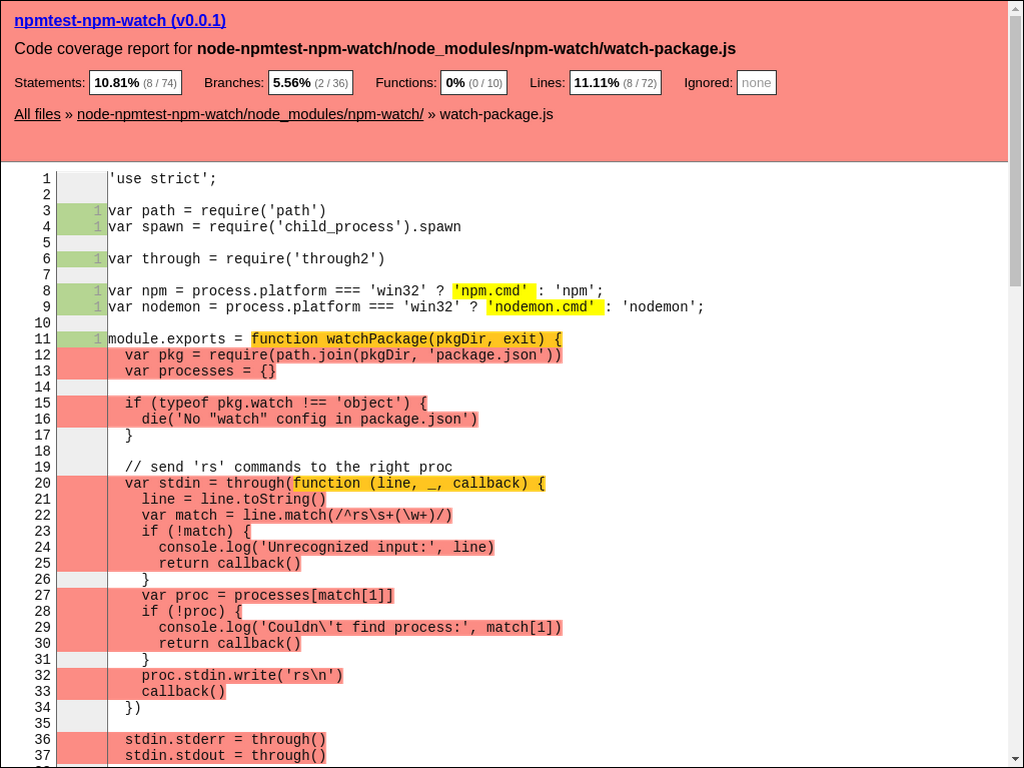 npmtest-npm-watch (v0.0.1)
Code coverage report for node-npmtest-npm-watch/node_modules/npm-watch/watch-package.js
Statements: 10.81% (8 / 74) Branches: 5.56% (2 / 36) Functions: 0% (0 / 10) Lines: 11.11% (8 / 72) Ignored: none
All files » node-npmtest-npm-watch/node_modules/npm-watch/ » watch-package.js
1 'use strict';
2
3 1 var path = require('path')
4 1 var spawn = require('child_process').spawn
5
6 1 var through = require('through2')
7
8 1 var npm = process.platform === 'win32' ? 'npm.cmd' : 'npm';
9 1 var nodemon = process.platform === 'win32' ? 'nodemon.cmd' : 'nodemon';
10
11 1 module.exports = function watchPackage(pkgDir, exit) {
12   var pkg = require(path.join(pkgDir, 'package.json'))
13   var processes = {}
14
15   if (typeof pkg.watch !== 'object') {
16     die('No "watch" config in package.json')
17   }
18
19   // send 'rs' commands to the right proc
20   var stdin = through(function (line, _, callback) {
21     line = line.toString()
22     var match = line.match(/^rs\s+(\w+)/)
23     if (!match) {
24       console.log('Unrecognized input:', line)
25       return callback()
26     }
27     var proc = processes[match[1]]
28     if (!proc) {
29       console.log('Couldn\'t find process:', match[1])
30       return callback()
31     }
32     proc.stdin.write('rs\n')
33     callback()
34   })
35
36   stdin.stderr = through()
37   stdin.stdout = through()